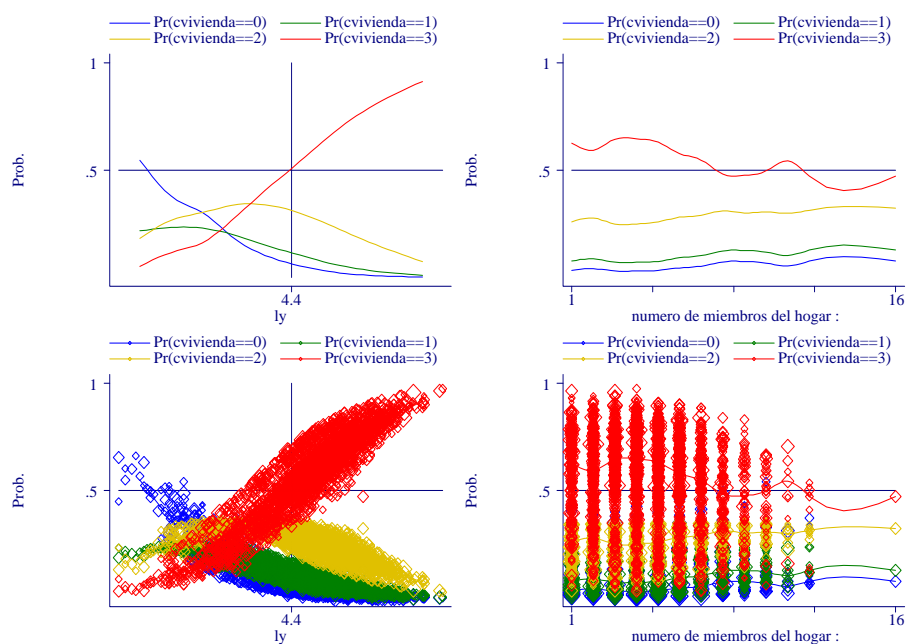 Pr(cvivienda==0) Pr(cvivienda==1)
Pr(cvivienda==2) Pr(cvivienda==3)
1
.5
Prob.
4.4
ly
Pr(cvivienda==0) Pr(cvivienda==1)
Pr(cvivienda==2) Pr(cvivienda==3)
1
.5
Prob.
1 16
numero de miembros del hogar :
Pr(cvivienda==0) Pr(cvivienda==1)
Pr(cvivienda==2) Pr(cvivienda==3)
1
.5
Prob.
4.4
ly
Pr(cvivienda==0) Pr(cvivienda==1)
Pr(cvivienda==2) Pr(cvivienda==3)
1
.5
Prob.
1 16
numero de miembros del hogar :